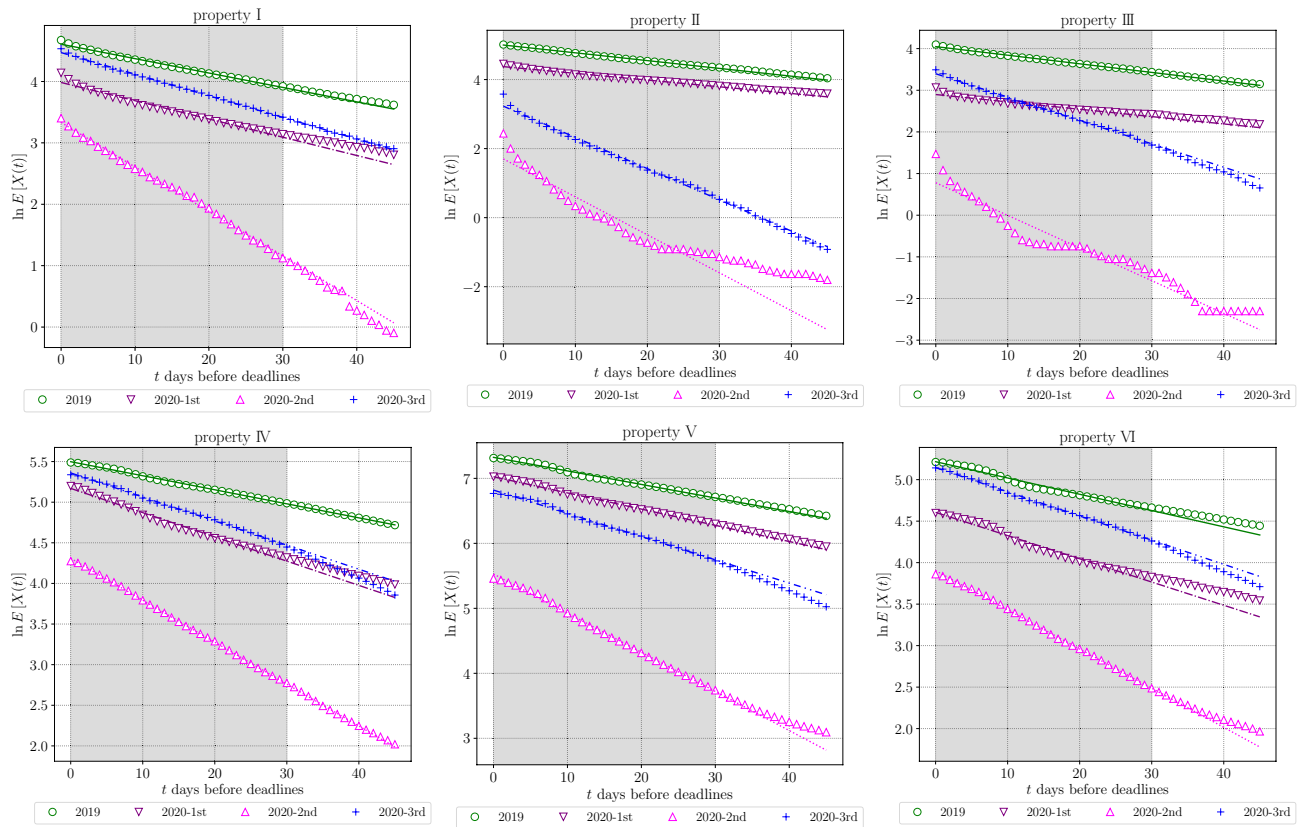 property Ⅰ
ln E [X(t)]
4
3
2
1
0
0 10 20 30 40
t days before deadlines
2019 2020-1st 2020-2nd 2020-3rd
property Ⅱ
ln E [X(t)]
4
2
0
−2
0 10 20 30 40
t days before deadlines
2019 2020-1st 2020-2nd 2020-3rd
property Ⅲ
ln E [X(t)]
4
3
2
1
0
−1
−2
−3
0 10 20 30 40
t days before deadlines
2019 2020-1st 2020-2nd 2020-3rd
property Ⅳ
ln E [X(t)]
5.5
5.0
4.5
4.0
3.5
3.0
2.5
2.0
0 10 20 30 40
t days before deadlines
2019 2020-1st 2020-2nd 2020-3rd
property Ⅴ
ln E [X(t)]
7
6
5
4
3
0 10 20 30 40
t days before deadlines
2019 2020-1st 2020-2nd 2020-3rd
property Ⅵ
ln E [X(t)]
5.0
4.5
4.0
3.5
3.0
2.5
2.0
0 10 20 30 40
t days before deadlines
2019 2020-1st 2020-2nd 2020-3rd